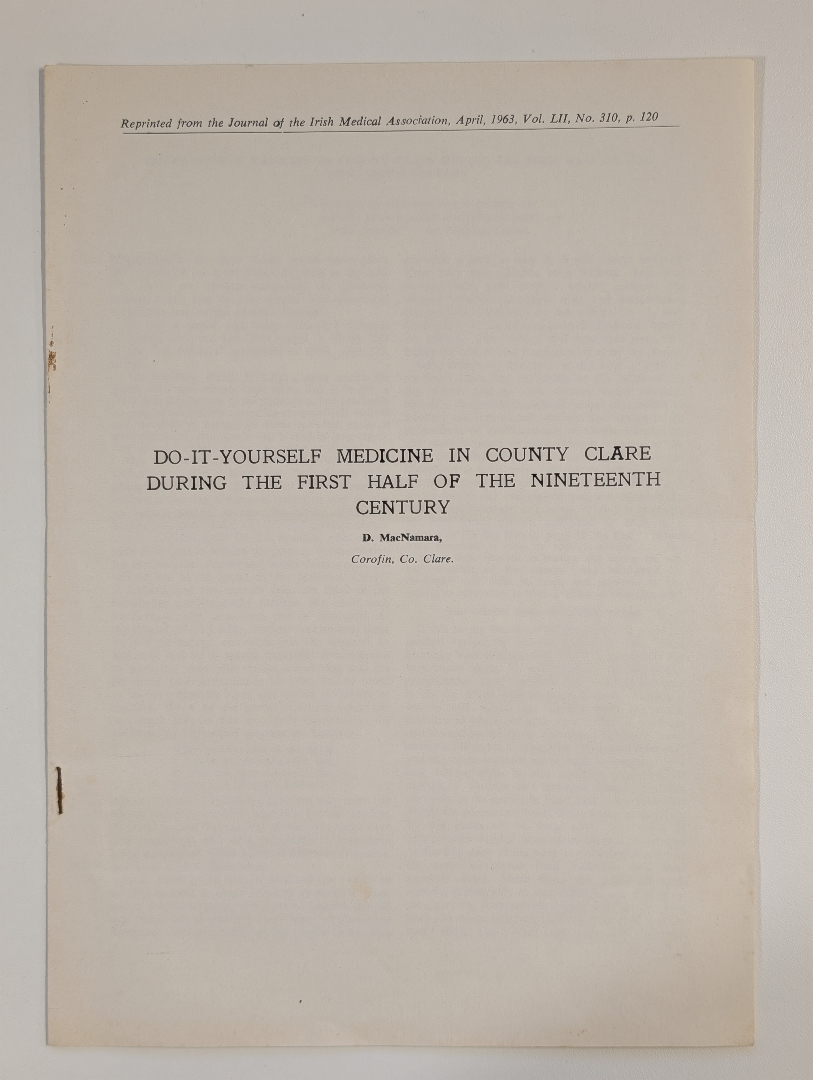 Reprinted from the Journal of the Irish Medical Association, April, 1963, Vol. LII, No. 310, p. 120
DO-IT-YOURSELF MEDICINE IN COUNTY CLARE
DURING THE FIRST HALF OF THE NINETEENTH
CENTURY
D. MacNamara,
Corofin, Co. Clare.